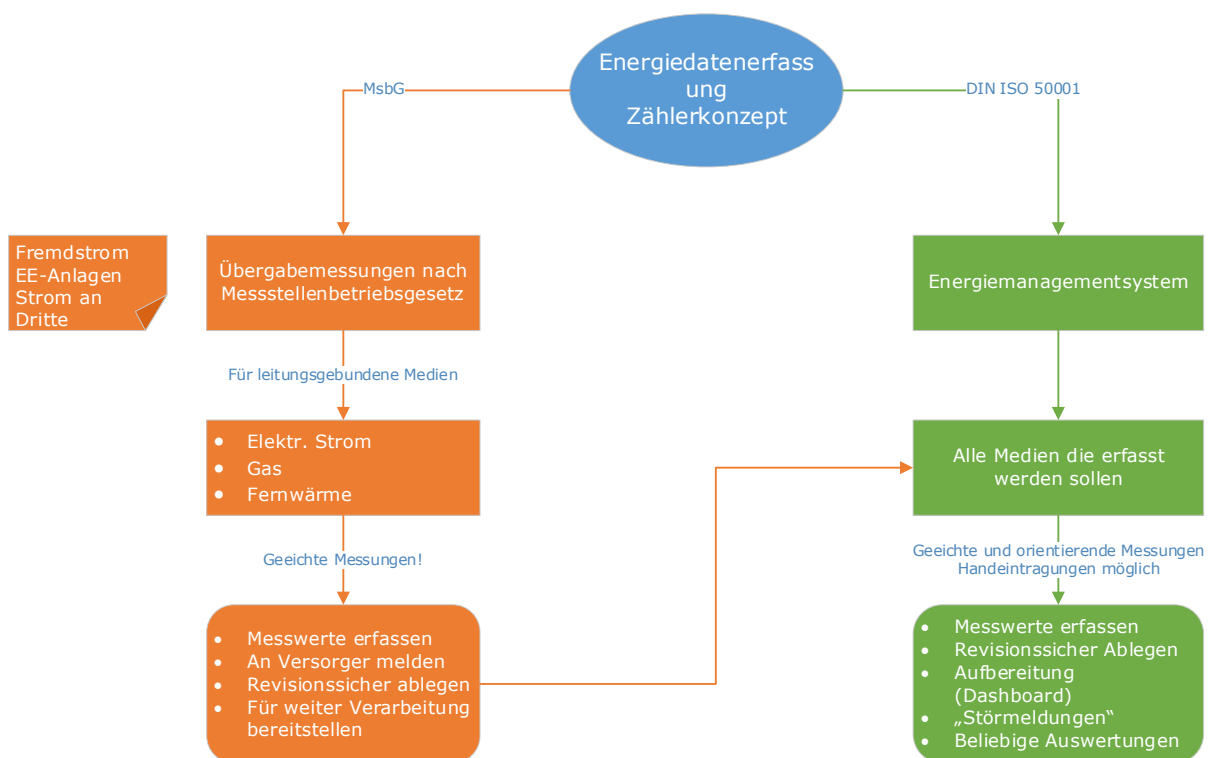 Energiedatenerfass
ung
Zählerkonzept
MsbG
DIN ISO 50001
Fremdstrom
EE-Anlagen
Strom an
Dritte
Übergabemessungen nach
Messstellenbetriebsgesetz
Energiemanagementsystem
Für leitungsgebundene Medien
• Elektr. Strom
• Gas
• Fernwärme
Alle Medien die erfasst
werden sollen
Geeichte Messungen!
Geeichte und orientierende Messungen
Handeintragungen möglich
• Messwerte erfassen
• An Versorger melden
• Revisionssicher ablegen
• Für weiter Verarbeitung
bereitstellen
• Messwerte erfassen
• Revisionssicher Ablegen
• Aufbereitung
(Dashboard)
• „Störmeldungen“
• Beliebige Auswertungen